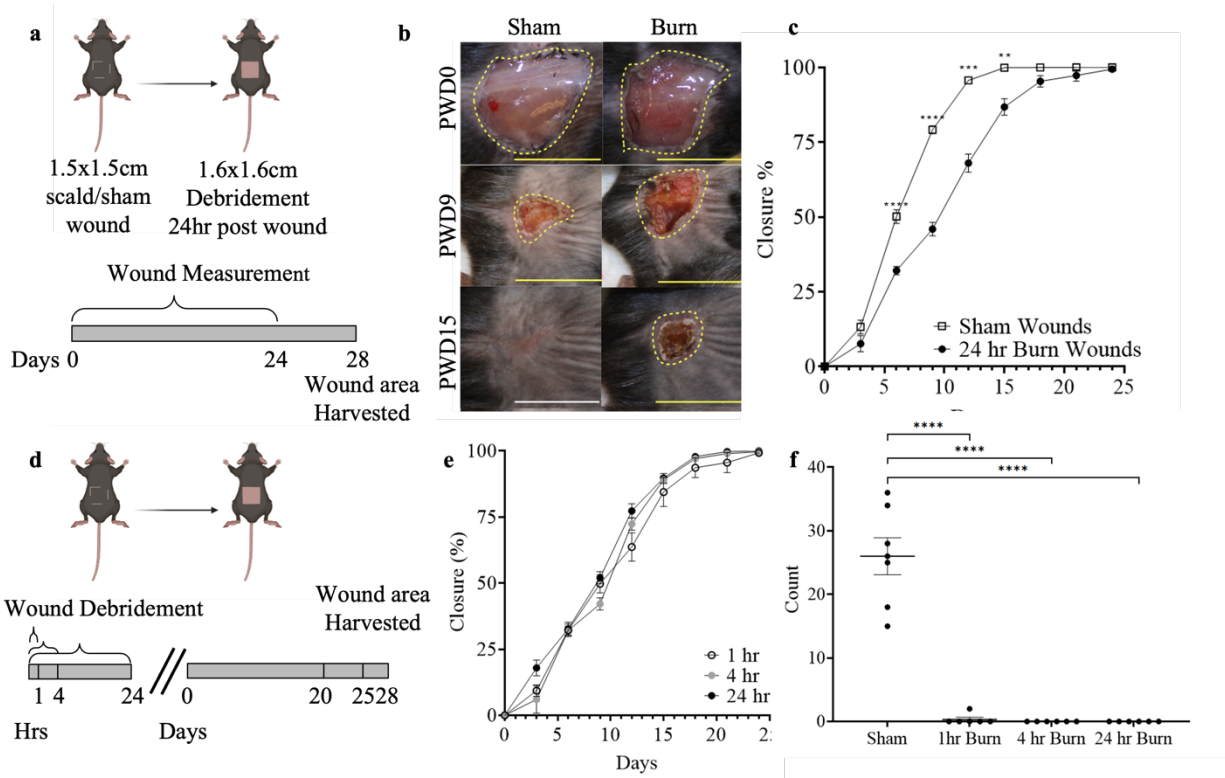 a
1.5x1.5cm
scald/sham
wound
1.6x1.6cm
Debridement
24hr post wound
Wound Measurement
Days 0 24 28
Wound area
Harvested
b
Sham Burn
PWD0
PWD9
PWD15
c
Closure %
100
75
50
25
0
0 5 10 15 20 25
****
****
***
**
Sham Wounds
24 hr Burn Wounds
d
Wound Debridement
Wound area
Harvested
1 4 24
0 20 25 28
Hrs Days
e
Closure (%)
100
75
50
25
0
0 5 10 15 20
1 hr
4 hr
24 hr
Days
f
****
****
****
Count
40
30
20
10
0
Sham 1hr Burn 4 hr Burn 24 hr Burn